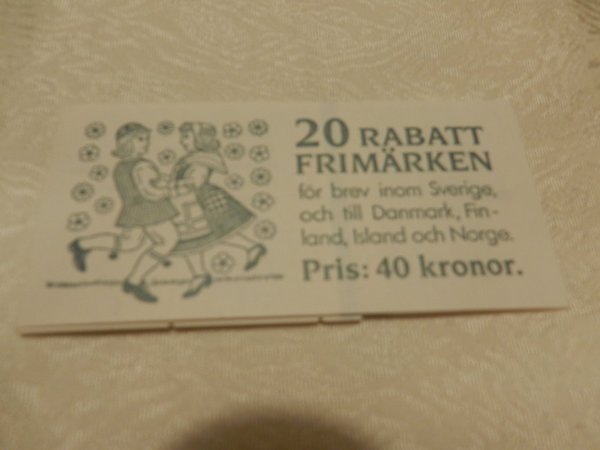 20 RABATT
FRIMÄRKEN
för brev inom Sverige,
och till Danmark, Fin-
land, Island och Norge.
Pris: 40 kronor.